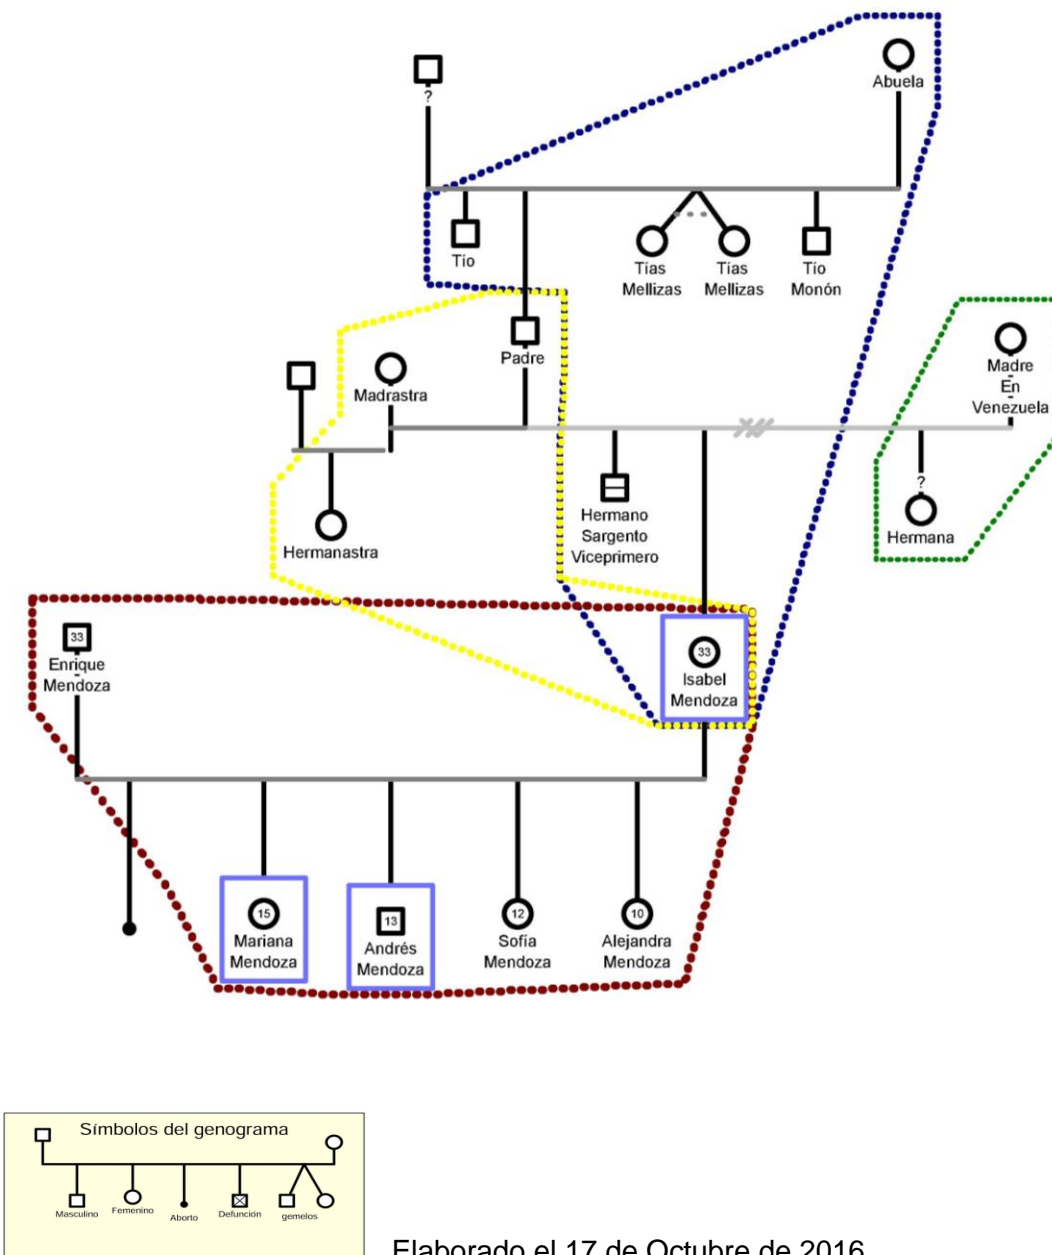 Abuela
?
Tío
Tías
Mellizas
Tías
Mellizas
Tío
Monón
Padre
Madrastra
Madre
En
Venezuela
Hermanastra
Hermano
Sargento
Viceprimero
?
Hermana
33
Enrique
Mendoza
33
Isabel
Mendoza
15
Mariana
Mendoza
13
Andrés
Mendoza
12
Sofía
Mendoza
10
Alejandra
Mendoza
Símbolos del genograma
Masculino
Femenino
Aborto
Defunción
gemelos
Elaborado el 17 de Octubre de 2016